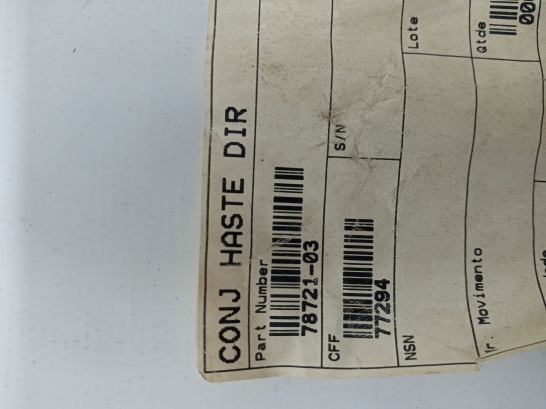 CONJ HASTE DIR
Part Number
78721-03
CFF
77294
S/N
NSN
Lote
Movimento
Qtde